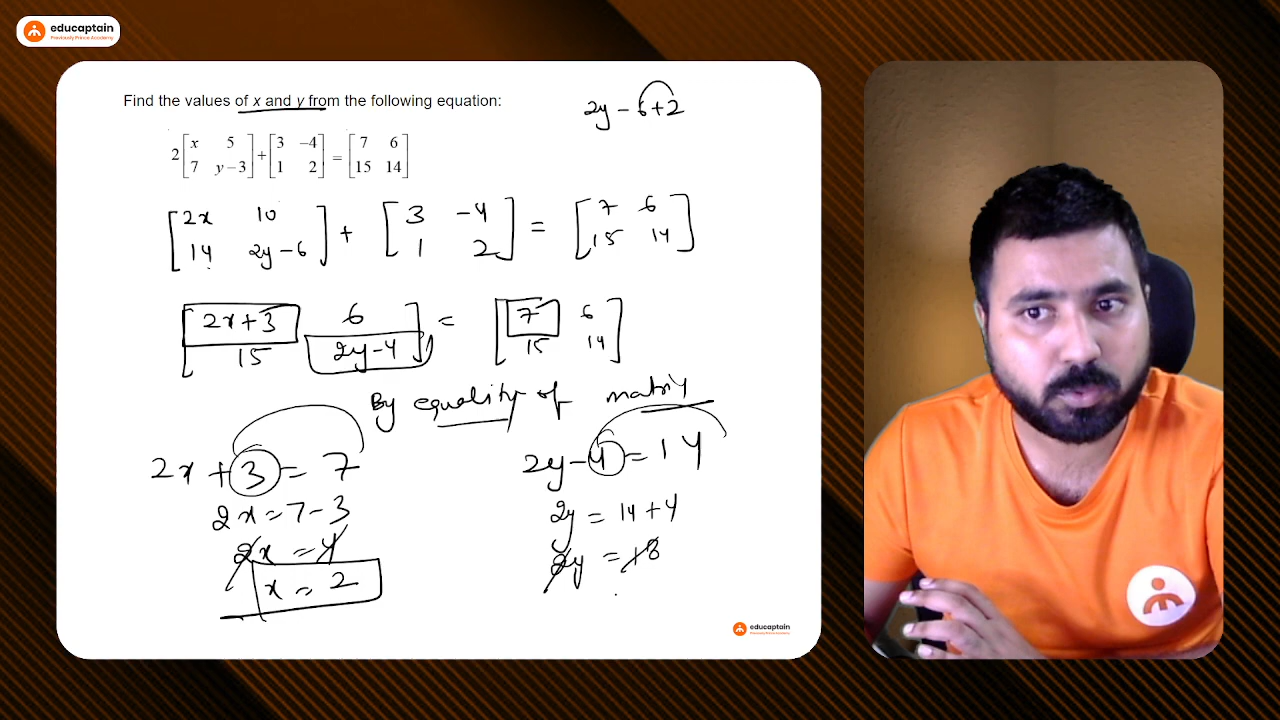 educaptain
Previously Prince Academy
Find the values of x and y from the following equation:
2y - 6+2
2 [x 5] + [3 -4] = [7 6]
[7 y-3] [1 2] [15 14]
[2x 10] + [3 -4] = [7 6]
[14 2y-6] [1 2] [15 14]
[2x+3 6] = [7 6]
[15 2y-4] [15 14]
By equality of matrix
2x + 3 = 7
2x = 7 - 3
2x = 4
x = 2
2y - 4 = 14
2y = 14 + 4
2y = 18
educaptain
Previously Prince Academy